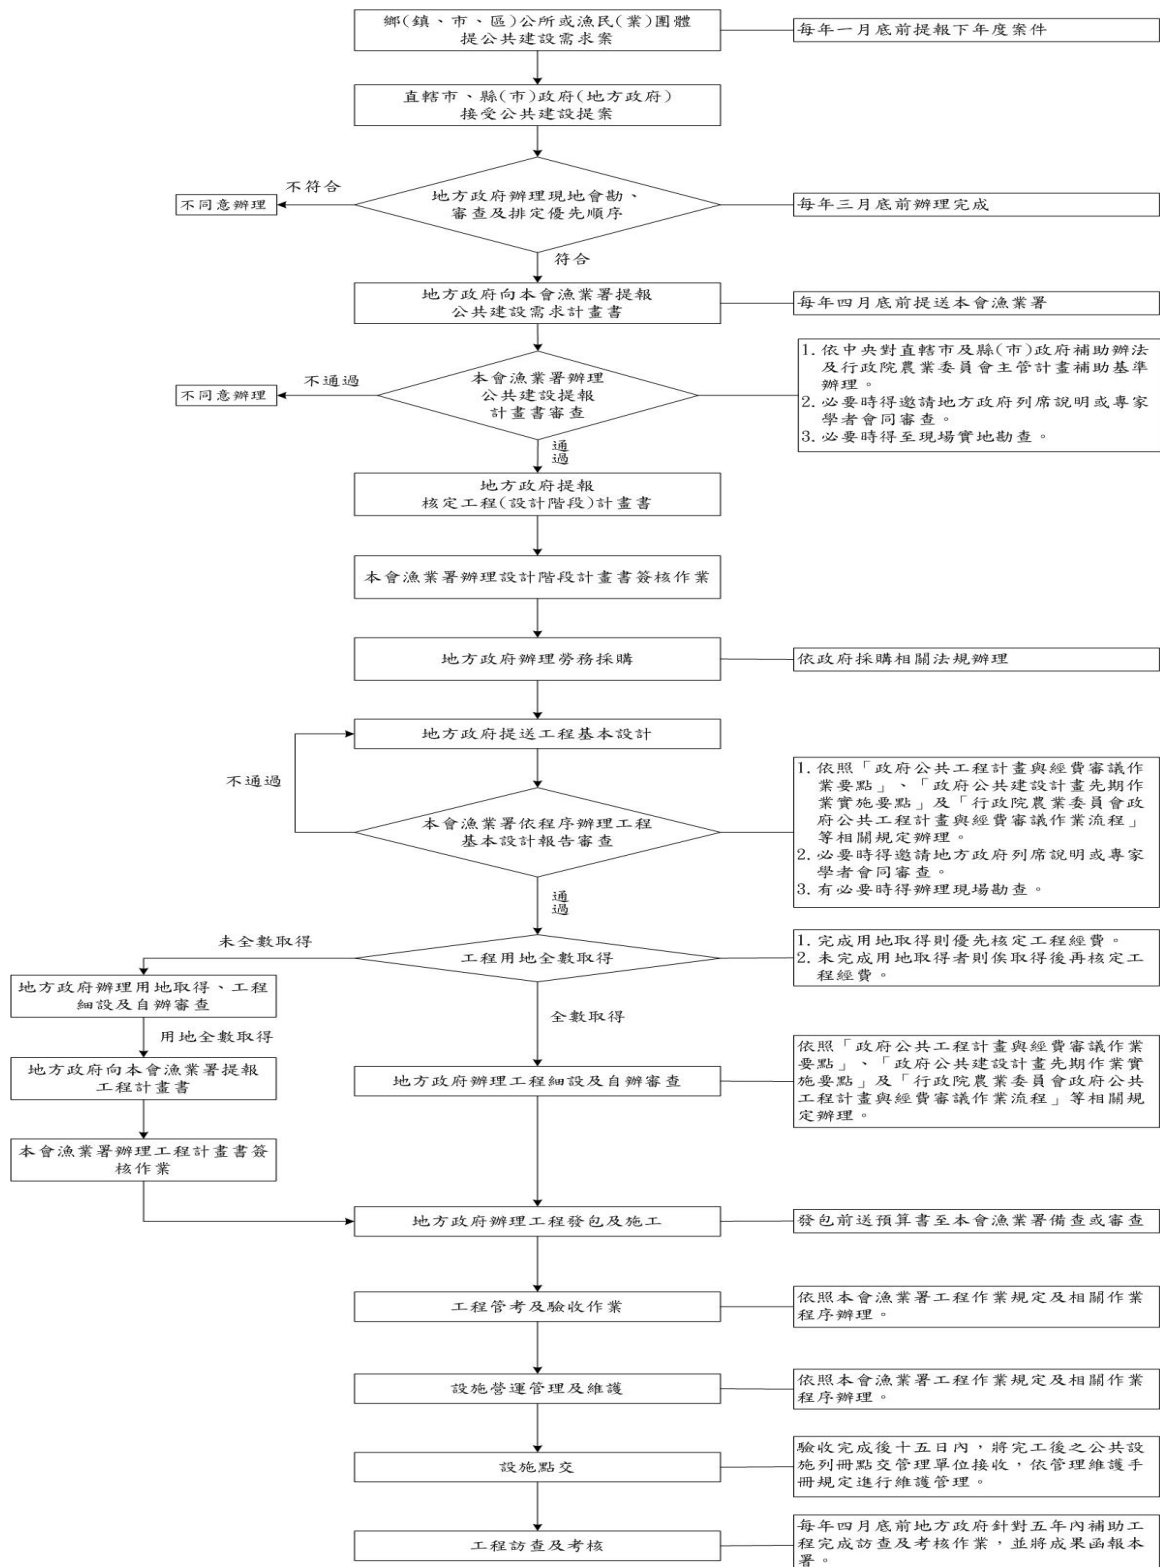 鄉(鎮、市、區)公所或漁民(業)團體
提公共建設需求案
每年一月底前提報下年度案件
直轄市、縣(市)政府(地方政府)
接受公共建設提案
不符合
不同意辦理
地方政府辦理現地會勘、
審查及排定優先順序
每年三月底前辦理完成
符合
地方政府向本會漁業署提報
公共建設需求計畫書
每年四月底前提送本會漁業署
不通過
不同意辦理
本會漁業署辦理
公共建設提報
計畫書審查
1. 依中央對直轄市及縣(市)政府補助辦法
及行政院農業委員會主管計畫補助基準
辦理。
2. 必要時得邀請地方政府列席說明或專家
學者會同審查。
3. 必要時得至現場實地勘查。
通
過
地方政府提報
核定工程(設計階段)計畫書
本會漁業署辦理設計階段計畫書簽核作業
地方政府辦理勞務採購
依政府採購相關法規辦理
地方政府提送工程基本設計
不通過
本會漁業署依程序辦理工程
基本設計報告審查
1. 依照「政府公共工程計畫與經費審議作
業要點」、「政府公共建設計畫先期作
業實施要點」及「行政院農業委員會政
府公共工程計畫與經費審議作業流程」
等相關規定辦理。
2. 必要時得邀請地方政府列席說明或專家
學者會同審查。
3. 有必要時得辦理現場勘查。
通
過
未全數取得
工程用地全數取得
1. 完成用地取得則優先核定工程經費。
2. 未完成用地取得者則俟取得後再核定工
程經費。
地方政府辦理用地取得、工程
細設及自辦審查
全數取得
用地全數取得
地方政府向本會漁業署提報
工程計畫書
地方政府辦理工程細設及自辦審查
依照「政府公共工程計畫與經費審議作業
要點」、「政府公共建設計畫先期作業實
施要點」及「行政院農業委員會政府公共
工程計畫與經費審議作業流程」等相關規
定辦理。
本會漁業署辦理工程計畫書簽
核作業
地方政府辦理工程發包及施工
發包前送預算書至本會漁業署備查或審查
工程管考及驗收作業
依照本會漁業署工程作業規定及相關作業
程序辦理。
設施營運管理及維護
依照本會漁業署工程作業規定及相關作業
程序辦理。
設施點交
驗收完成後十五日內，將完工後之公共設
施列冊點交管理單位接收，依管理維護手
冊規定進行維護管理。
工程訪查及考核
每年四月底前地方政府針對五年內補助工
程完成訪查及考核作業，並將成果函報本
署。